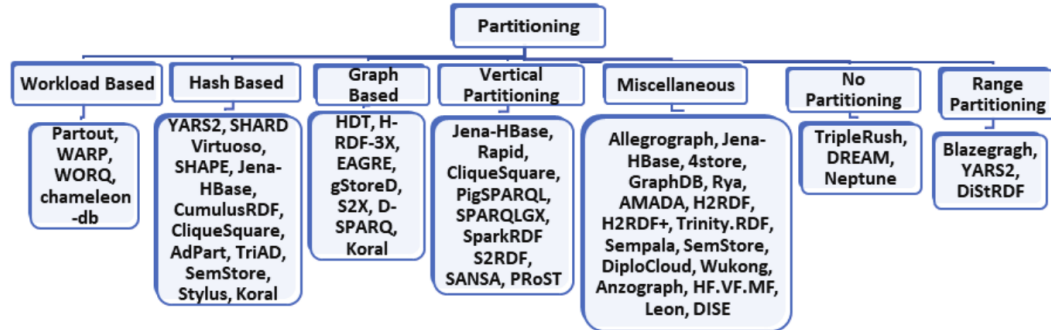 Partitioning
Workload Based
Partout,
WARP,
WORQ,
chameleon
-db
Hash Based
YARS2, SHARD
Virtuoso,
SHAPE, Jena-
HBase,
CumulusRDF,
CliqueSquare,
AdPart, TriAD,
SemStore,
Stylus, Koral
Graph
Based
HDT, H-
RDF-3X,
EAGRE,
gStoreD,
S2X, D-
SPARQ,
Koral
Vertical
Partitioning
Jena-HBase,
Rapid,
CliqueSquare,
PigSPARQL,
SPARQLGX,
SparkRDF
S2RDF,
SANSA, PRoST
Miscellaneous
Allegrograph, Jena-
HBase, 4store,
GraphDB, Rya,
AMADA, H2RDF,
H2RDF+, Trinity.RDF,
Sempala, SemStore,
DiploCloud, Wukong,
Anzograph, HF.VF.MF,
Leon, DISE
No
Partitioning
TripleRush,
DREAM,
Neptune
Range
Partitioning
Blazegragh,
YARS2,
DiStRDF